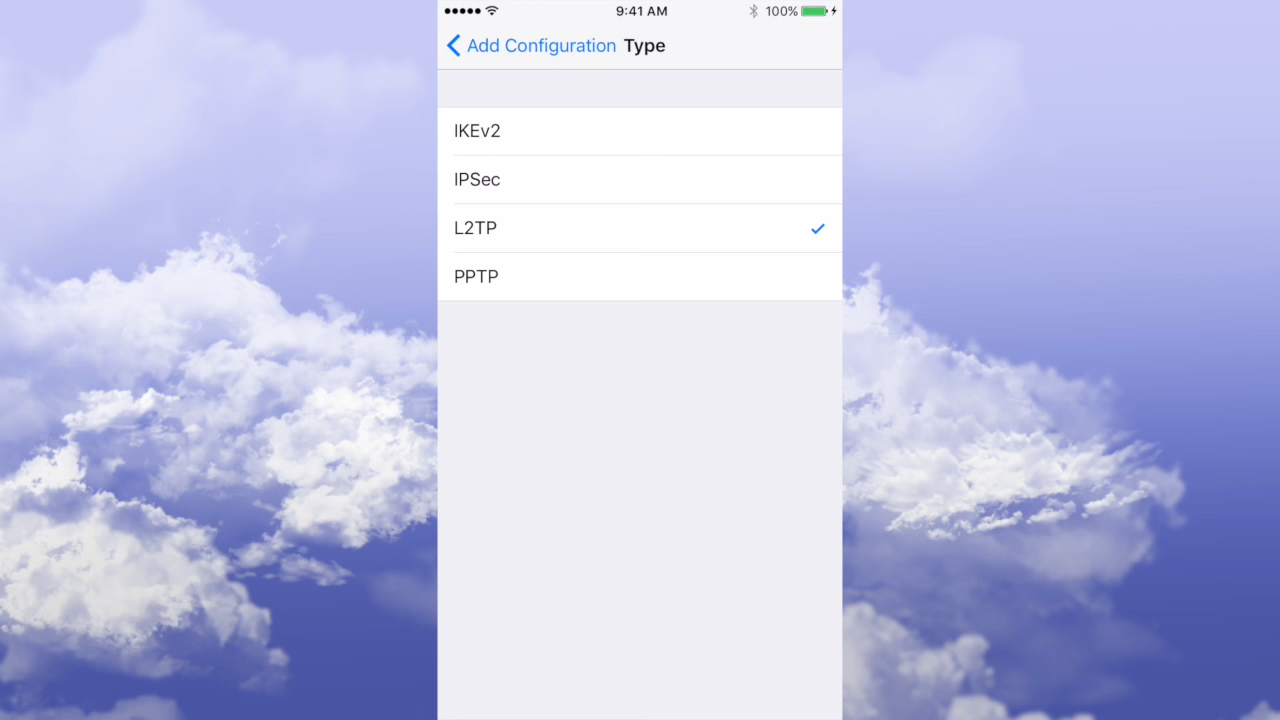 9:41 AM 100%
Add Configuration Type
IKEv2
IPSec
L2TP
PPTP